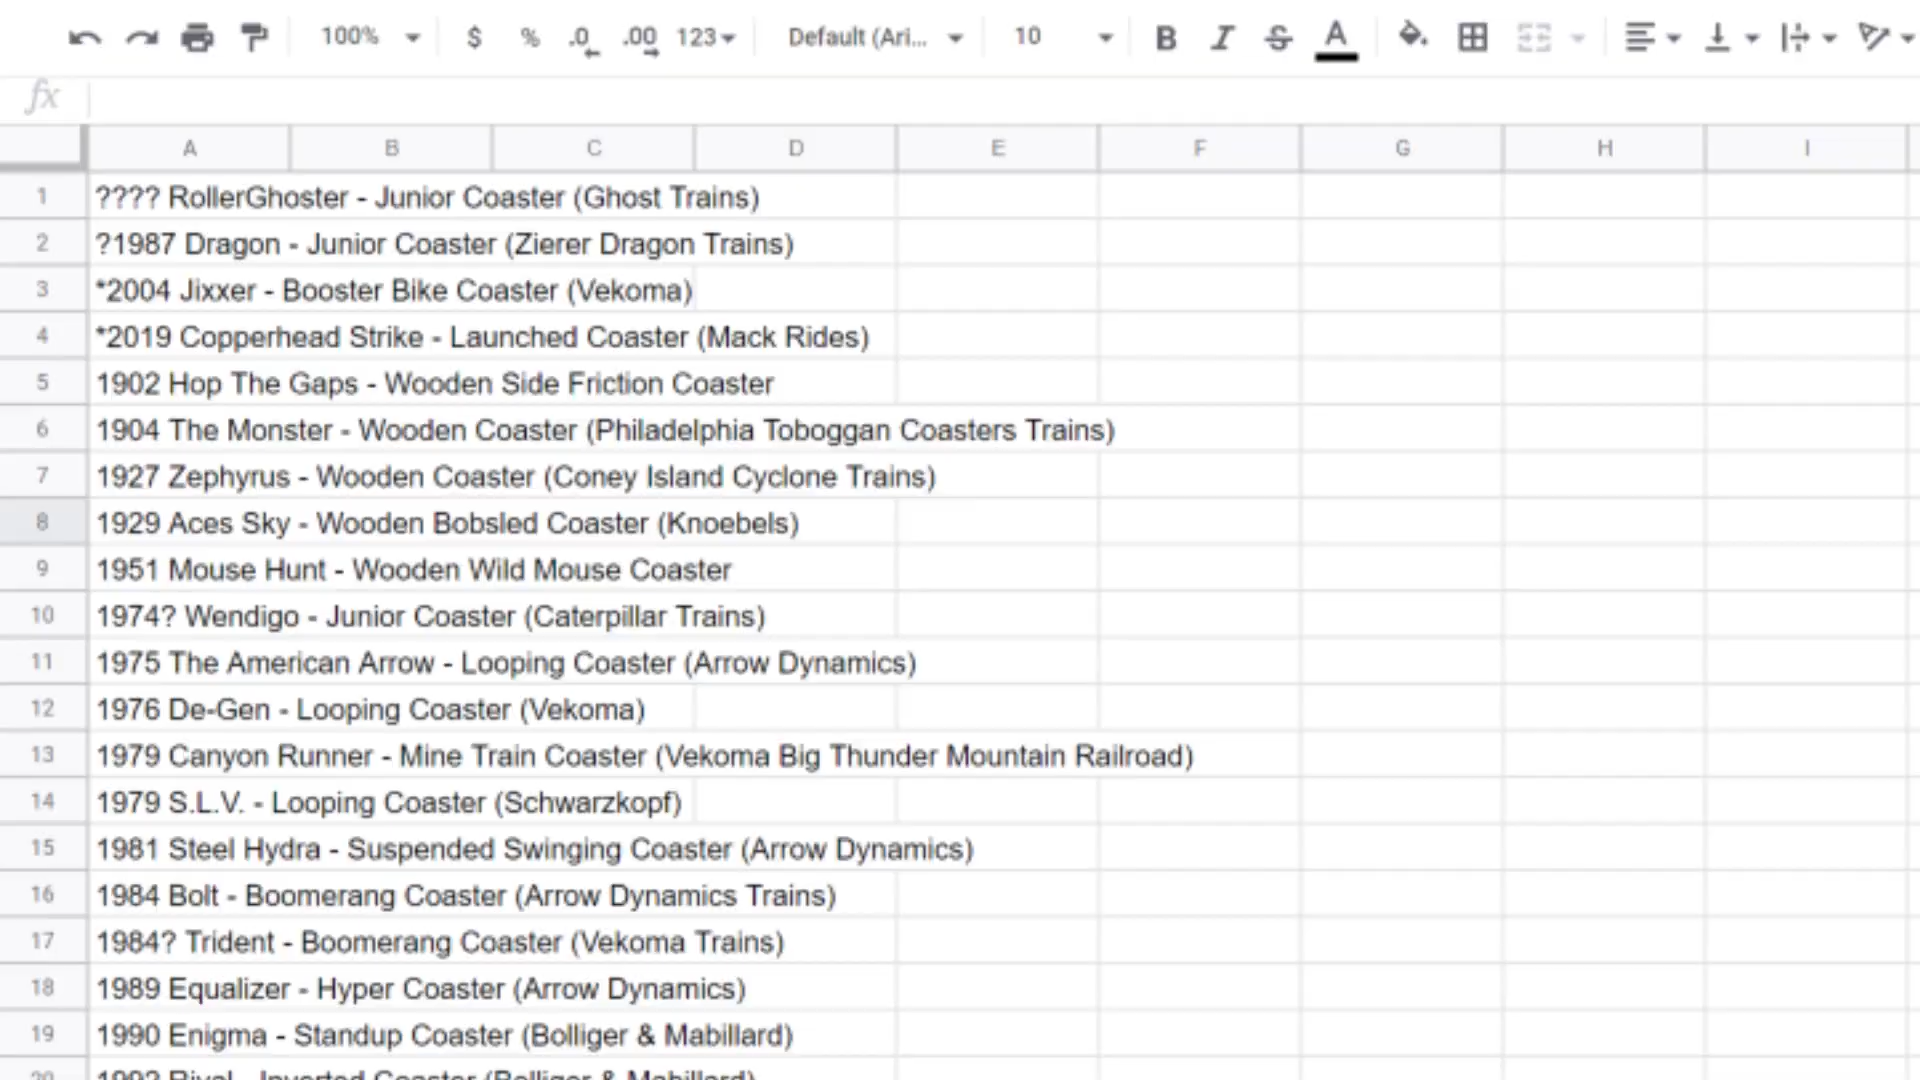 100% $ % .0 .00 123 Default (Ari... 10 B I S A
fx
A B C D E F G H I
1 ???? RollerGhoster - Junior Coaster (Ghost Trains)
2 ?1987 Dragon - Junior Coaster (Zierer Dragon Trains)
3 *2004 Jixxer - Booster Bike Coaster (Vekoma)
4 *2019 Copperhead Strike - Launched Coaster (Mack Rides)
5 1902 Hop The Gaps - Wooden Side Friction Coaster
6 1904 The Monster - Wooden Coaster (Philadelphia Toboggan Coasters Trains)
7 1927 Zephyrus - Wooden Coaster (Coney Island Cyclone Trains)
8 1929 Aces Sky - Wooden Bobsled Coaster (Knoebels)
9 1951 Mouse Hunt - Wooden Wild Mouse Coaster
10 1974? Wendigo - Junior Coaster (Caterpillar Trains)
11 1975 The American Arrow - Looping Coaster (Arrow Dynamics)
12 1976 De-Gen - Looping Coaster (Vekoma)
13 1979 Canyon Runner - Mine Train Coaster (Vekoma Big Thunder Mountain Railroad)
14 1979 S.L.V. - Looping Coaster (Schwarzkopf)
15 1981 Steel Hydra - Suspended Swinging Coaster (Arrow Dynamics)
16 1984 Bolt - Boomerang Coaster (Arrow Dynamics Trains)
17 1984? Trident - Boomerang Coaster (Vekoma Trains)
18 1989 Equalizer - Hyper Coaster (Arrow Dynamics)
19 1990 Enigma - Standup Coaster (Bolliger & Mabillard)
20 Rival - Inverted Coaster (Bolliger & Mabillard)